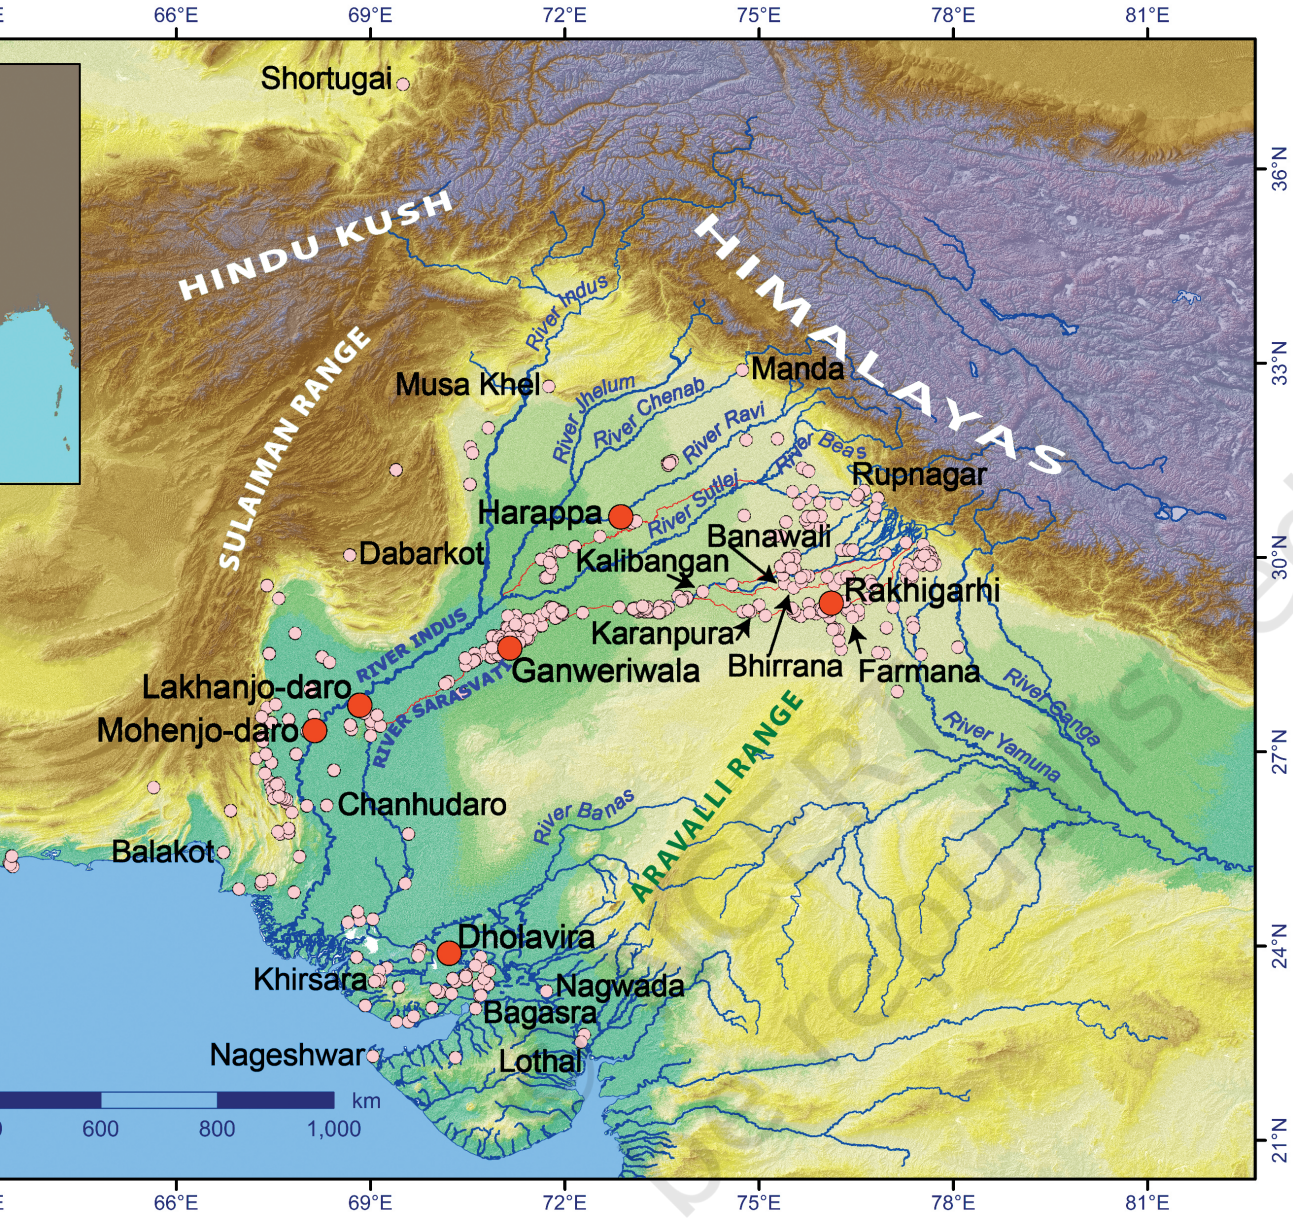 66°E 69°E 72°E 75°E 78°E 81°E
Shortugai
36°N
HINDU KUSH
HIMALAYAS
River Indus
SULAIMAN RANGE
33°N
Musa Khel
Manda
River Jhelum
River Chenab
River Ravi
River Beas
Rupnagar
River Sutlej
Harappa
Banawali
Dabarkot
Kalibangan
30°N
Rakhigarhi
RIVER INDUS
Karanpura
Bhirrana
Farmana
Ganweriwala
Lakhanjo-daro
RIVER SARASVATI
Mohenjo-daro
River Ganga
River Yamuna
27°N
ARAVALLI RANGE
Chanhudaro
River Banas
Balakot
Dholavira
24°N
Khirsara
Nagwada
Bagasra
Nageshwar
Lothal
km
600 800 1,000
21°N
66°E 69°E 72°E 75°E 78°E 81°E